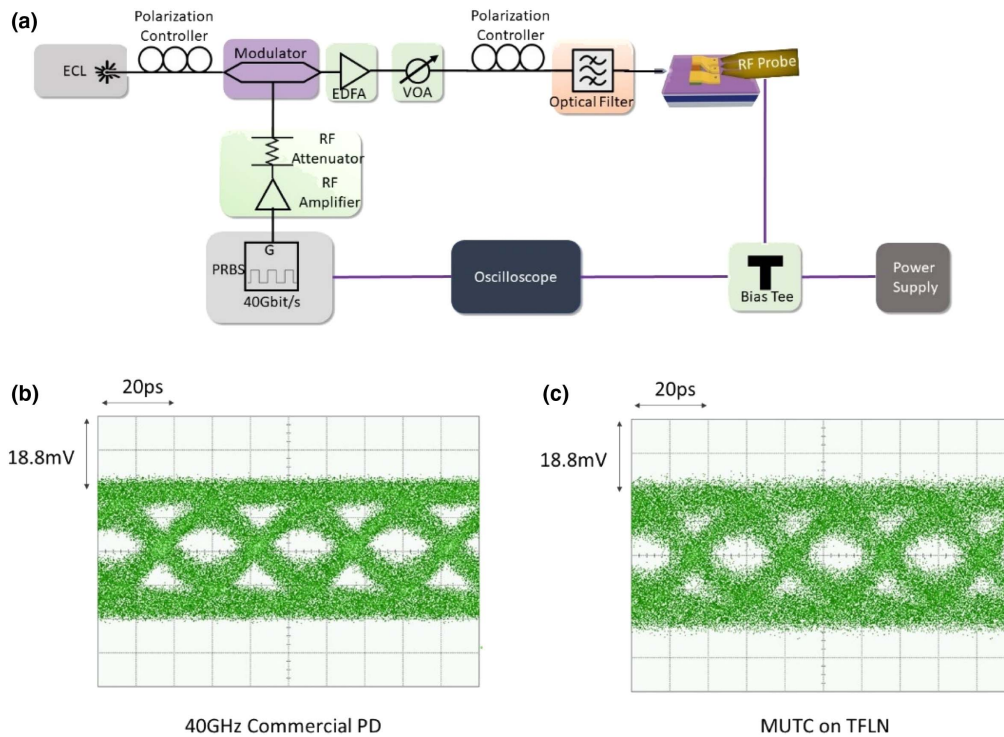 (a)
Polarization
Controller
Polarization
Controller
ECL
Modulator
EDFA
VOA
Optical Filter
RF Probe
RF
Attenuator
RF
Amplifier
G
PRBS
40Gbit/s
Oscilloscope
Bias Tee
Power
Supply
(b)
20ps
18.8mV
40GHz Commercial PD
(c)
20ps
18.8mV
MUTC on TFLN